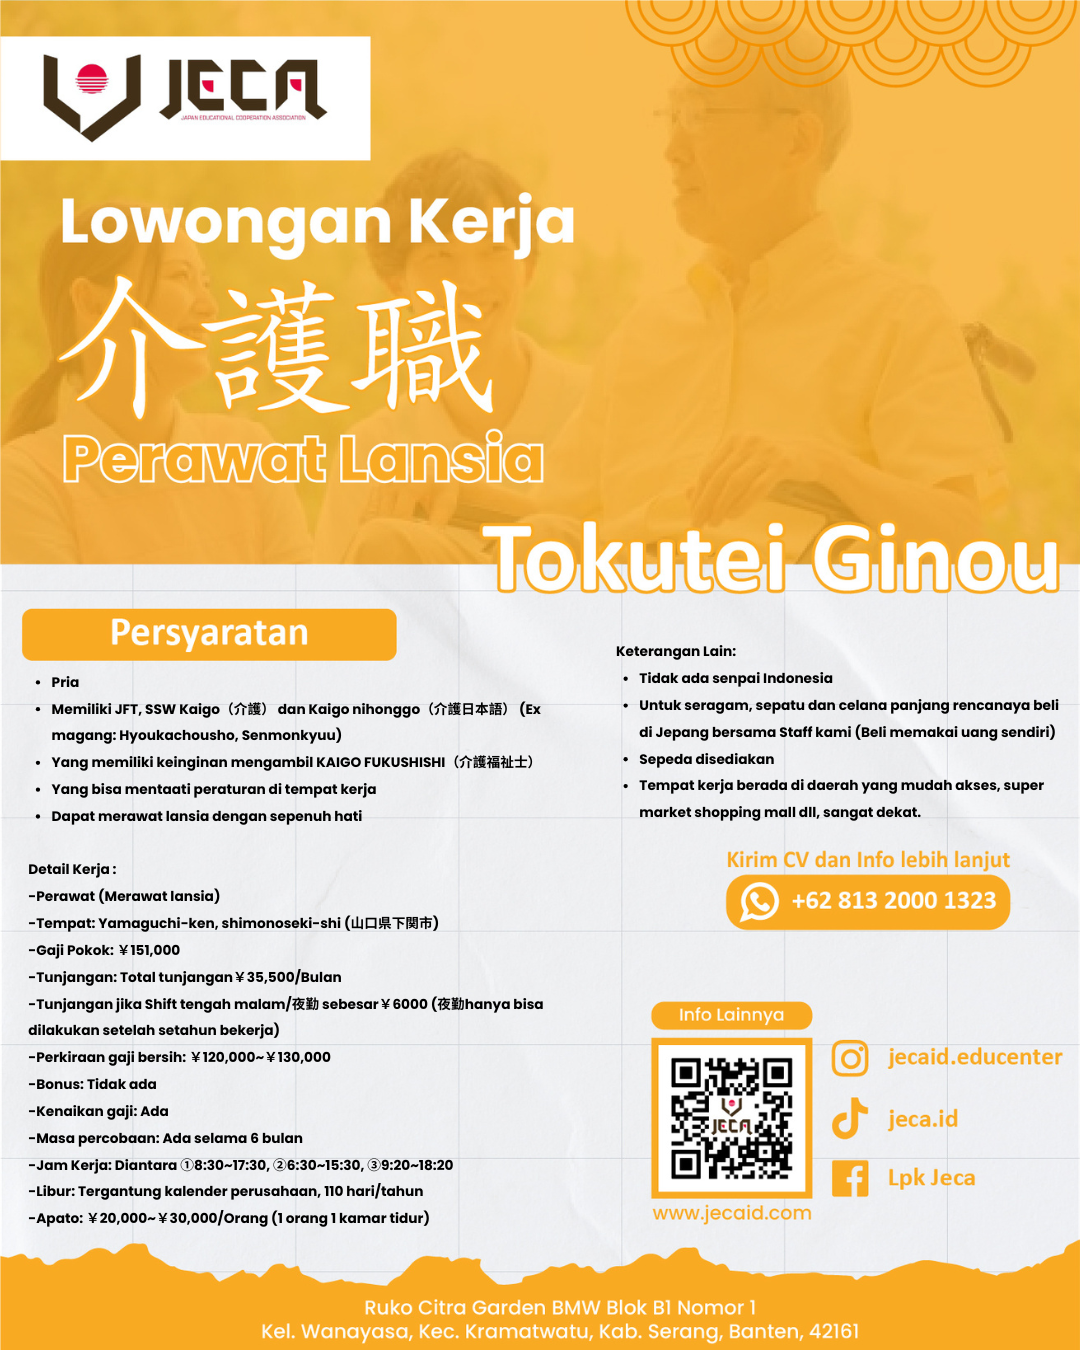 JECA
JAPAN EDUCATIONAL COOPERATION ASSOCIATION
Lowongan Kerja
介護職
Perawat Lansia
Tokutei Ginou
Persyaratan
• Pria
• Memiliki JFT, SSW Kaigo（介護） dan Kaigo nihonggo（介護日本語） (Ex
magang: Hyoukachousho, Senmonkyuu)
• Yang memiliki keinginan mengambil KAIGO FUKUSHISHI（介護福祉士）
• Yang bisa mentaati peraturan di tempat kerja
• Dapat merawat lansia dengan sepenuh hati
Detail Kerja :
-Perawat (Merawat lansia)
-Tempat: Yamaguchi-ken, shimonoseki-shi (山口県下関市)
-Gaji Pokok: ￥151,000
-Tunjangan: Total tunjangan￥35,500/Bulan
-Tunjangan jika Shift tengah malam/夜勤 sebesar￥6000 (夜勤hanya bisa
dilakukan setelah setahun bekerja)
-Perkiraan gaji bersih: ￥120,000~￥130,000
-Bonus: Tidak ada
-Kenaikan gaji: Ada
-Masa percobaan: Ada selama 6 bulan
-Jam Kerja: Diantara ①8:30~17:30, ②6:30~15:30, ③9:20~18:20
-Libur: Tergantung kalender perusahaan, 110 hari/tahun
-Apato: ￥20,000~￥30,000/Orang (1 orang 1 kamar tidur)
Keterangan Lain:
• Tidak ada senpai Indonesia
• Untuk seragam, sepatu dan celana panjang rencanaya beli
di Jepang bersama Staff kami (Beli memakai uang sendiri)
• Sepeda disediakan
• Tempat kerja berada di daerah yang mudah akses, super
market shopping mall dll, sangat dekat.
Kirim CV dan Info lebih lanjut
+62 813 2000 1323
Info Lainnya
JECA
www.jecaid.com
jecaid.educenter
jeca.id
Lpk Jeca
Ruko Citra Garden BMW Blok B1 Nomor 1
Kel. Wanayasa, Kec. Kramatwatu, Kab. Serang, Banten, 42161